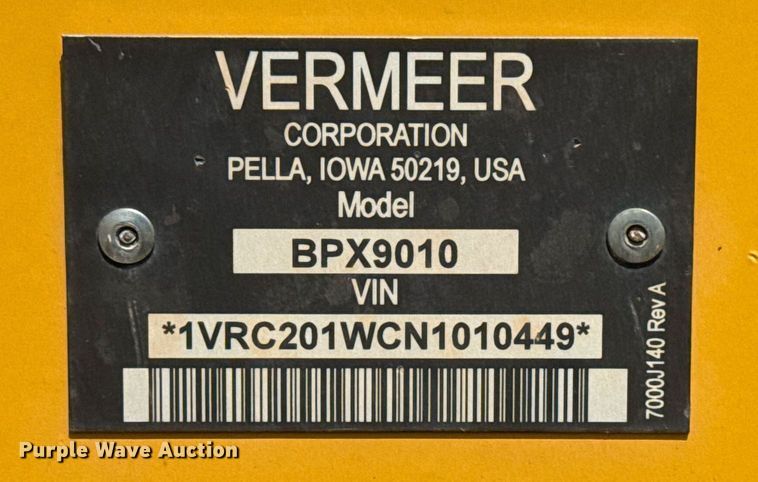 VERMEER
CORPORATION
PELLA, IOWA 50219, USA
Model
BPX9010
VIN
*1VRC201WCN1010449*
7000J140 Rev A
Purple Wave Auction